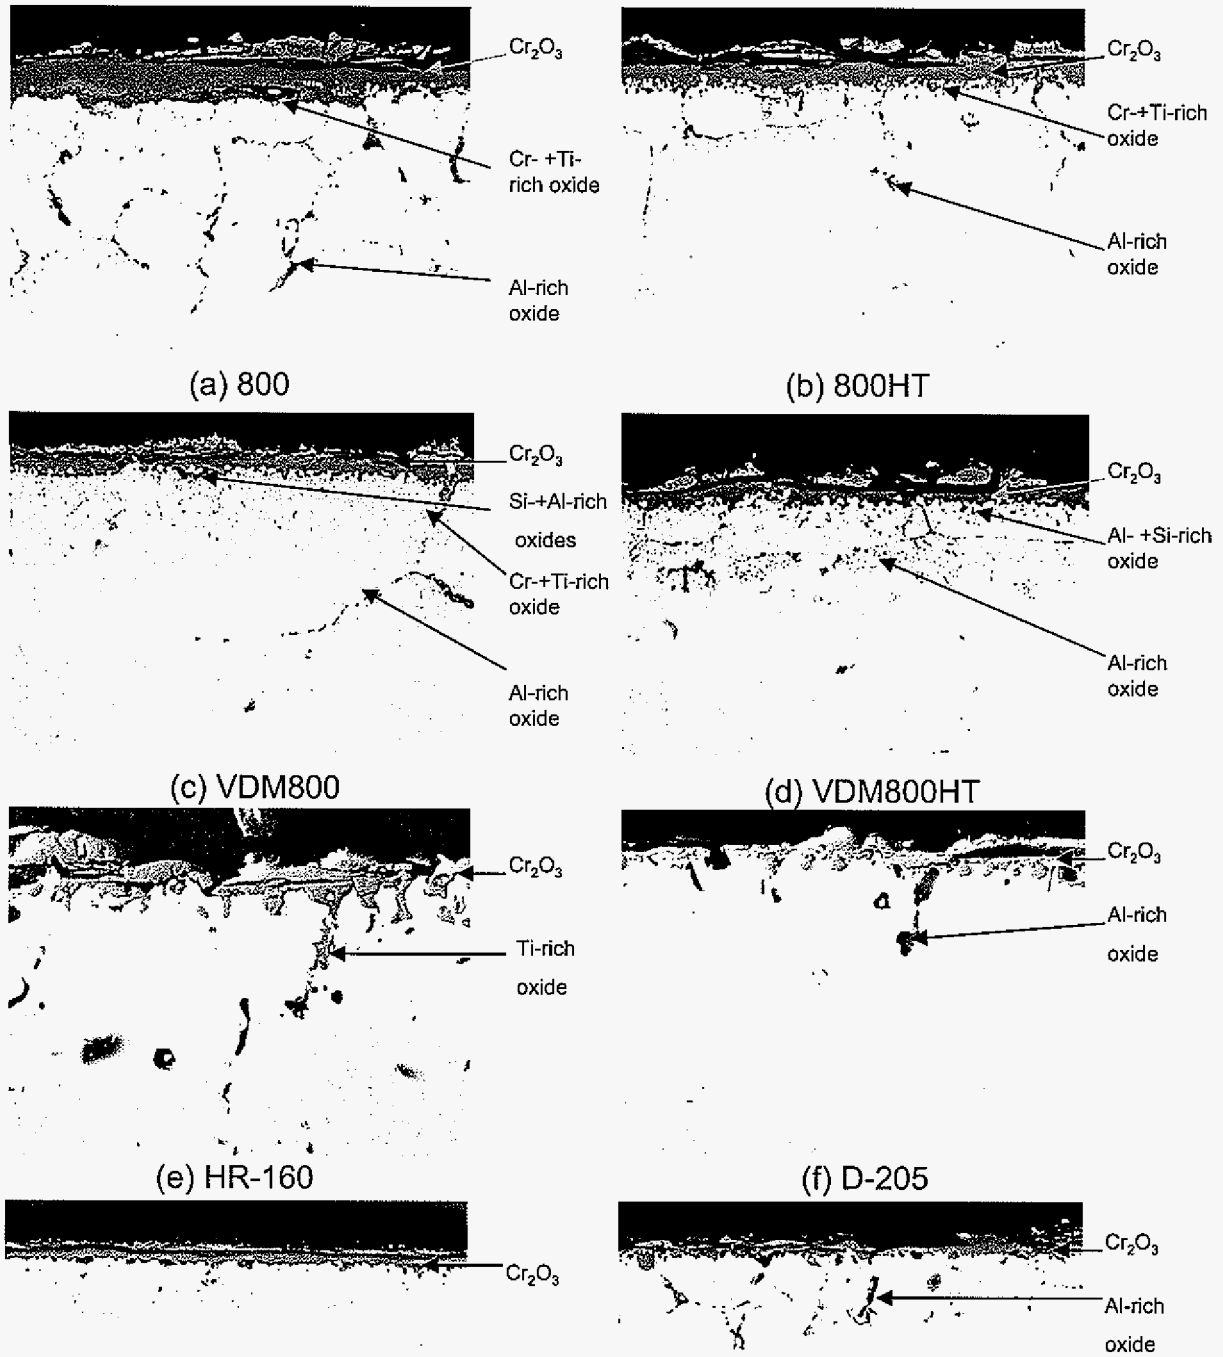 Cr2O3
Cr- +Ti-
rich oxide
Al-rich
oxide
(a) 800
Cr2O3
Cr-+Ti-rich
oxide
Al-rich
oxide
(b) 800HT
Cr2O3
Si-+Al-rich
oxides
Cr-+Ti-rich
oxide
Al-rich
oxide
(c) VDM800
Cr2O3
Al- +Si-rich
oxide
Al-rich
oxide
(d) VDM800HT
Cr2O3
Ti-rich
oxide
(e) HR-160
Cr2O3
Al-rich
oxide
(f) D-205
Cr2O3
Cr2O3
Al-rich
oxide